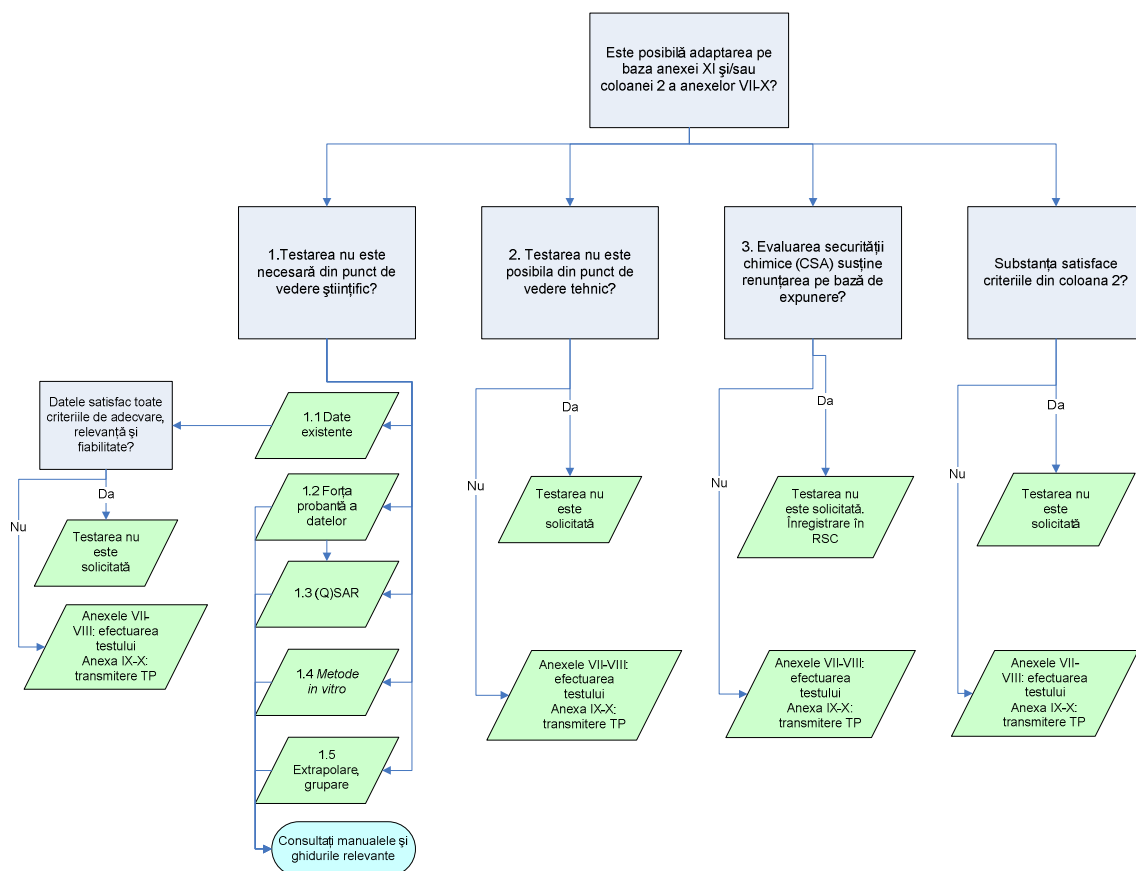 Este posibilă adaptarea pe
baza anexei XI şi/sau
coloanei 2 a anexelor VII-X?
1.Testarea nu este
necesară din punct de
vedere ştiinţific?
2. Testarea nu este
posibila din punct de
vedere tehnic?
3. Evaluarea securităţii
chimice (CSA) susţine
renunţarea pe bază de
expunere?
Substanţa satisface
criteriile din coloana 2?
Datele satisfac toate
criteriile de adecvare,
relevanţă şi
fiabilitate?
Da
Nu
Testarea nu
este
solicitată
Anexele VII-
VIII: efectuarea
testului
Anexa IX-X:
transmitere TP
1.1 Date
existente
1.2 Forţa
probantă a
datelor
1.3 (Q)SAR
1.4 Metode
in vitro
1.5
Extrapolare,
grupare
Consultaţi manualele şi
ghidurile relevante
Da
Nu
Testarea nu
este
solicitată
Anexele VII-VIII:
efectuarea
testului
Anexa IX-X:
transmitere TP
Da
Nu
Testarea nu
este solicitată.
Înregistrare în
RSC
Anexele VII-VIII:
efectuarea
testului
Anexa IX-X:
transmitere TP
Da
Nu
Testarea nu
este
solicitată
Anexele VII-
VIII: efectuarea
testului
Anexa IX-X:
transmitere TP